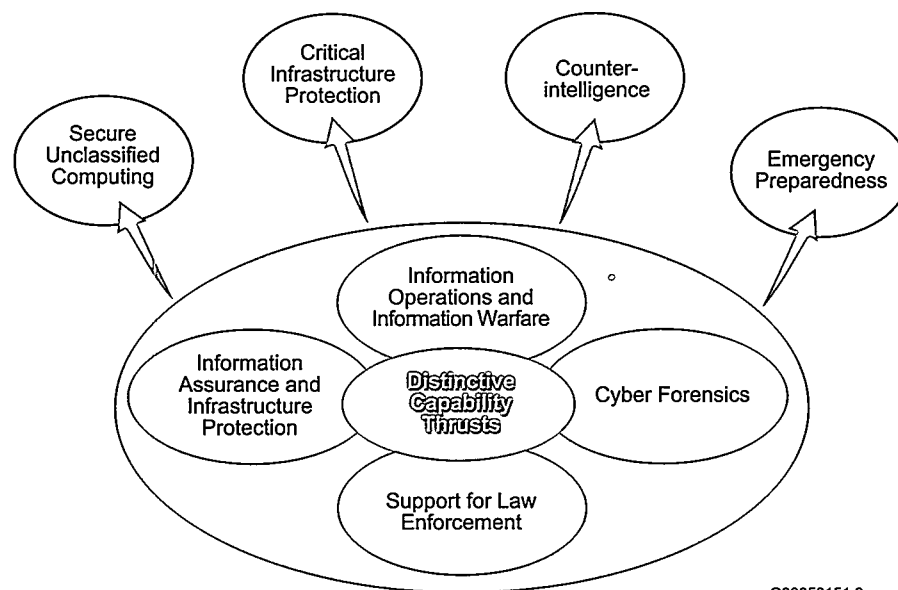 Critical
Infrastructure
Protection
Counter-
intelligence
Secure
Unclassified
Computing
Emergency
Preparedness
Information
Operations and
Information Warfare
Information
Assurance and
Infrastructure
Protection
Distinctive
Capability
Thrusts
Cyber Forensics
Support for Law
Enforcement